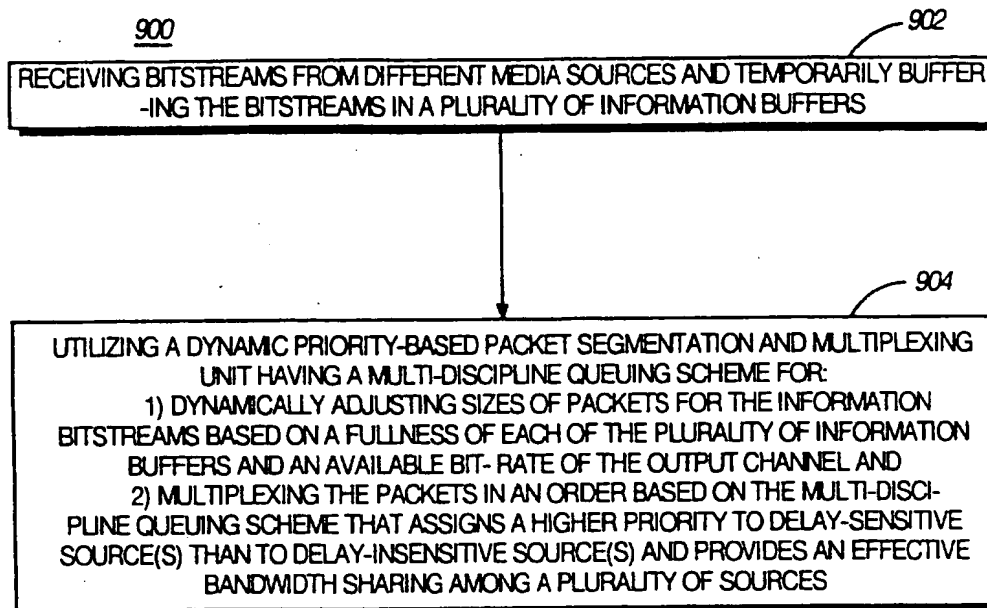 900
902
RECEIVING BITSTREAMS FROM DIFFERENT MEDIA SOURCES AND TEMPORARILY BUFFER
-ING THE BITSTREAMS IN A PLURALITY OF INFORMATION BUFFERS
904
UTILIZING A DYNAMIC PRIORITY-BASED PACKET SEGMENTATION AND MULTIPLEXING
UNIT HAVING A MULTI-DISCIPLINE QUEUING SCHEME FOR:
1) DYNAMICALLY ADJUSTING SIZES OF PACKETS FOR THE INFORMATION
BITSTREAMS BASED ON A FULLNESS OF EACH OF THE PLURALITY OF INFORMATION
BUFFERS AND AN AVAILABLE BIT- RATE OF THE OUTPUT CHANNEL AND
2) MULTIPLEXING THE PACKETS IN AN ORDER BASED ON THE MULTI-DISCI-
PLINE QUEUING SCHEME THAT ASSIGNS A HIGHER PRIORITY TO DELAY-SENSITIVE
SOURCE(S) THAN TO DELAY-INSENSITIVE SOURCE(S) AND PROVIDES AN EFFECTIVE
BANDWIDTH SHARING AMONG A PLURALITY OF SOURCES